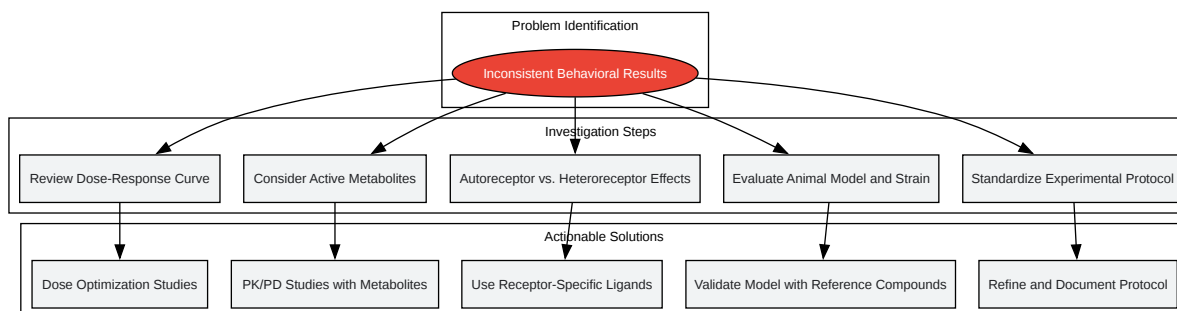 Problem Identification
Inconsistent Behavioral Results
Investigation Steps
Review Dose-Response Curve
Consider Active Metabolites
Autoreceptor vs. Heteroreceptor Effects
Evaluate Animal Model and Strain
Standardize Experimental Protocol
Actionable Solutions
Dose Optimization Studies
PK/PD Studies with Metabolites
Use Receptor-Specific Ligands
Validate Model with Reference Compounds
Refine and Document Protocol